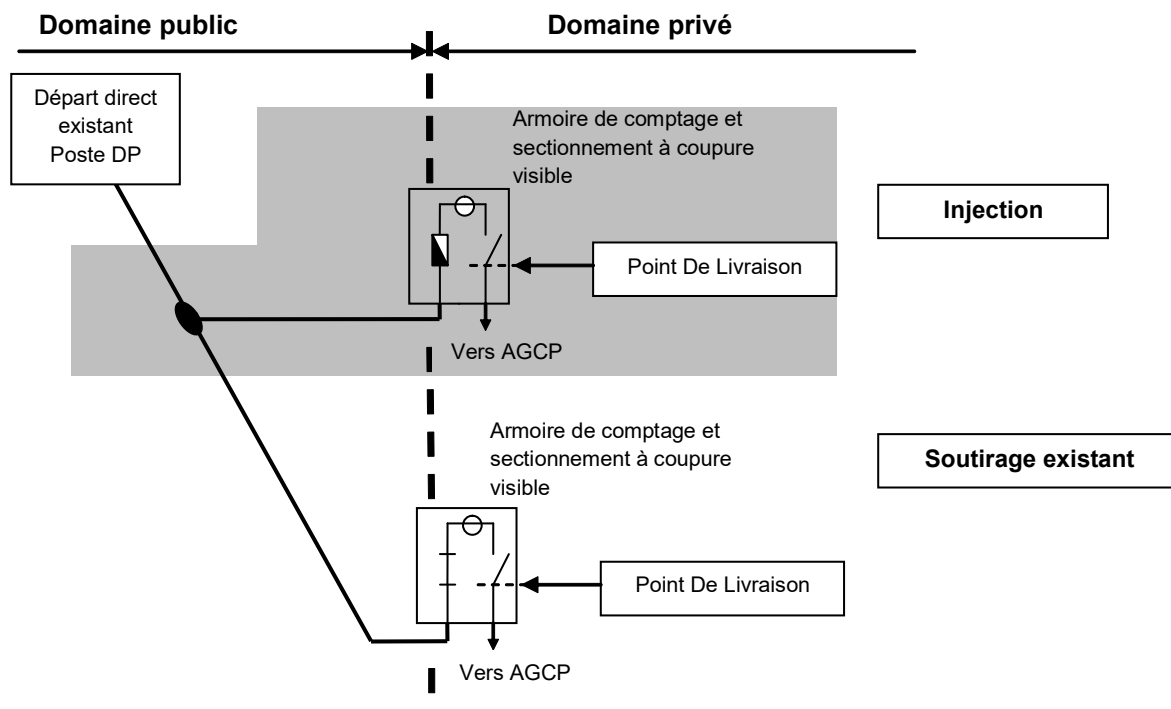 Domaine public
Domaine privé
Départ direct
existant
Poste DP
Armoire de comptage et
sectionnement à coupure
visible
Injection
Point De Livraison
Vers AGCP
Armoire de comptage et
sectionnement à coupure
visible
Soutirage existant
Point De Livraison
Vers AGCP